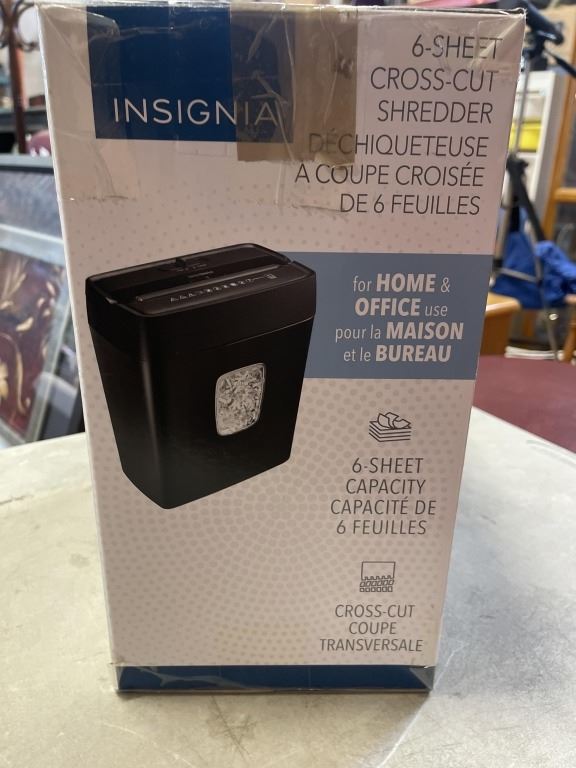 INSIGNIA
6-SHEET
CROSS-CUT
SHREDDER
DÉCHIQUETEUSE
À COUPE CROISÉE
DE 6 FEUILLES
for HOME &
OFFICE use
pour la MAISON
et le BUREAU
6-SHEET
CAPACITY
CAPACITÉ DE
6 FEUILLES
CROSS-CUT
COUPE
TRANSVERSALE